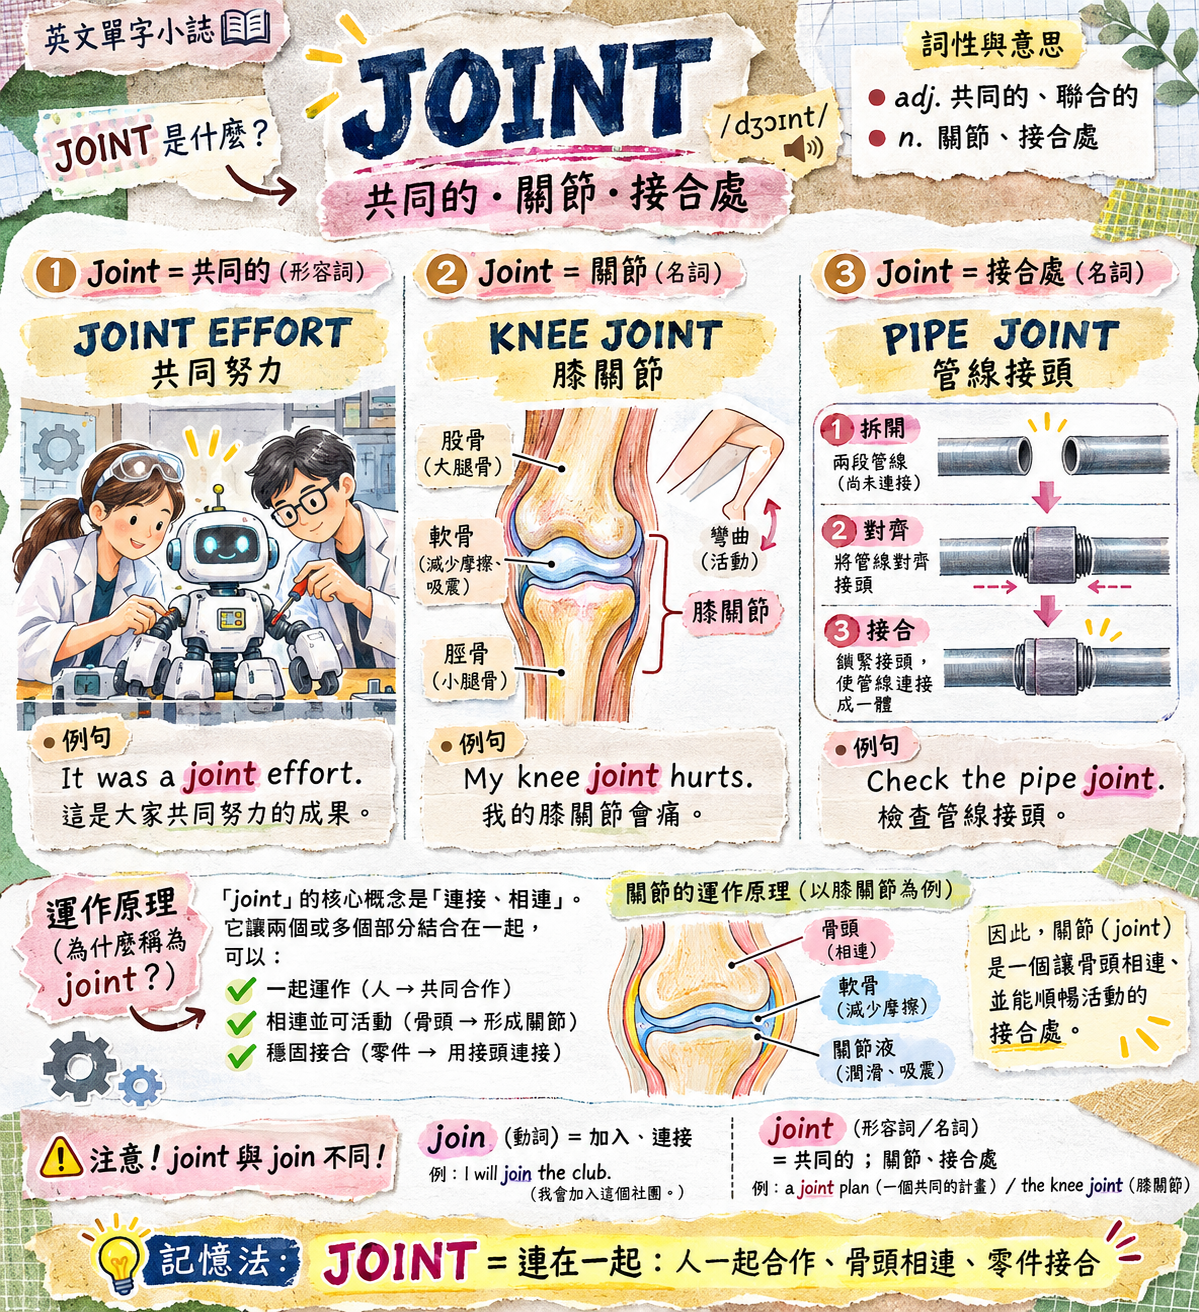 英文單字小誌
JOINT是什麼？
JOINT
/dʒɔɪnt/
共同的・關節・接合處
詞性與意思
● adj. 共同的、聯合的
● n. 關節、接合處
1 Joint = 共同的 (形容詞)
JOINT EFFORT
共同努力
• 例句
It was a joint effort.
這是大家共同努力的成果。
2 Joint = 關節 (名詞)
KNEE JOINT
膝關節
股骨
(大腿骨)
軟骨
(減少摩擦、
吸震)
脛骨
(小腿骨)
彎曲
(活動)
膝關節
• 例句
My knee joint hurts.
我的膝關節會痛。
3 Joint = 接合處 (名詞)
PIPE JOINT
管線接頭
1 拆開
兩段管線
(尚未連接)
2 對齊
將管線對齊
接頭
3 接合
鎖緊接頭，
使管線連接
成一體
• 例句
Check the pipe joint.
檢查管線接頭。
運作原理
(為什麼稱為
joint？)
「joint」的核心概念是「連接、相連」。
它讓兩個或多個部分結合在一起，
可以：
一起運作 (人 → 共同合作)
相連並可活動 (骨頭 → 形成關節)
穩固接合 (零件 → 用接頭連接)
關節的運作原理 (以膝關節為例)
骨頭
(相連)
軟骨
(減少摩擦)
關節液
(潤滑、吸震)
因此，關節 (joint)
是一個讓骨頭相連、
並能順暢活動的
接合處。
注意！joint 與 join 不同！
join (動詞) = 加入、連接
例：I will join the club.
(我會加入這個社團。)
joint (形容詞／名詞)
= 共同的；關節、接合處
例：a joint plan (一個共同的計畫) / the knee joint (膝關節)
記憶法：
JOINT = 連在一起：人一起合作、骨頭相連、零件接合